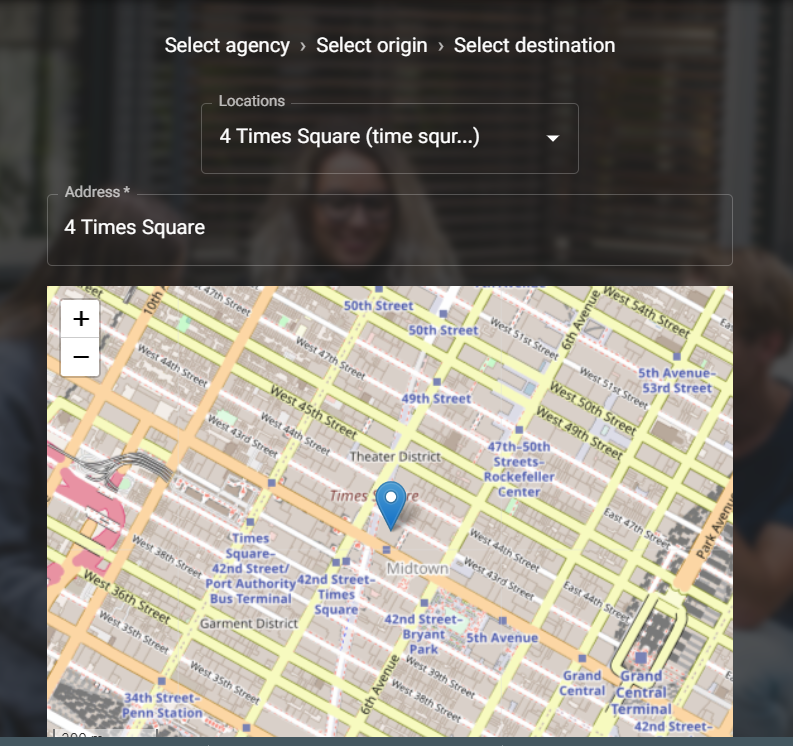 Select agency › Select origin › Select destination
Locations
4 Times Square (time squr...)
Address *
4 Times Square
+
−
10th
West 47th Street
50th Street
50th Street
6th Avenue
West 54th Street
West 51st Street
5th Avenue–
53rd Street
West 44th Street
West 47th Street
49th Street
West 51st Street
West 50th Street
West 49th Street
West 45th Street
West 43rd Street
West 44th Street
Theater District
47th–50th
Streets–
Rockefeller
Center
Times
Park Avenue
East 47th Street
Times
Square–
42nd Street/
Port Authority
Bus Terminal
West 38th Street
42nd Street–
Times
Square
Midtown
West 44th Street
West 43rd Street
East 44th Street
West 36th Street
West 35th Street
Garment District
42nd Street–
Bryant
Park
5th Avenue
West 35th Street
6th Avenue
West 39th Street
West 38th Street
Grand
Central
Grand
Central
Terminal
34th Street–
Penn Station
42nd Street–